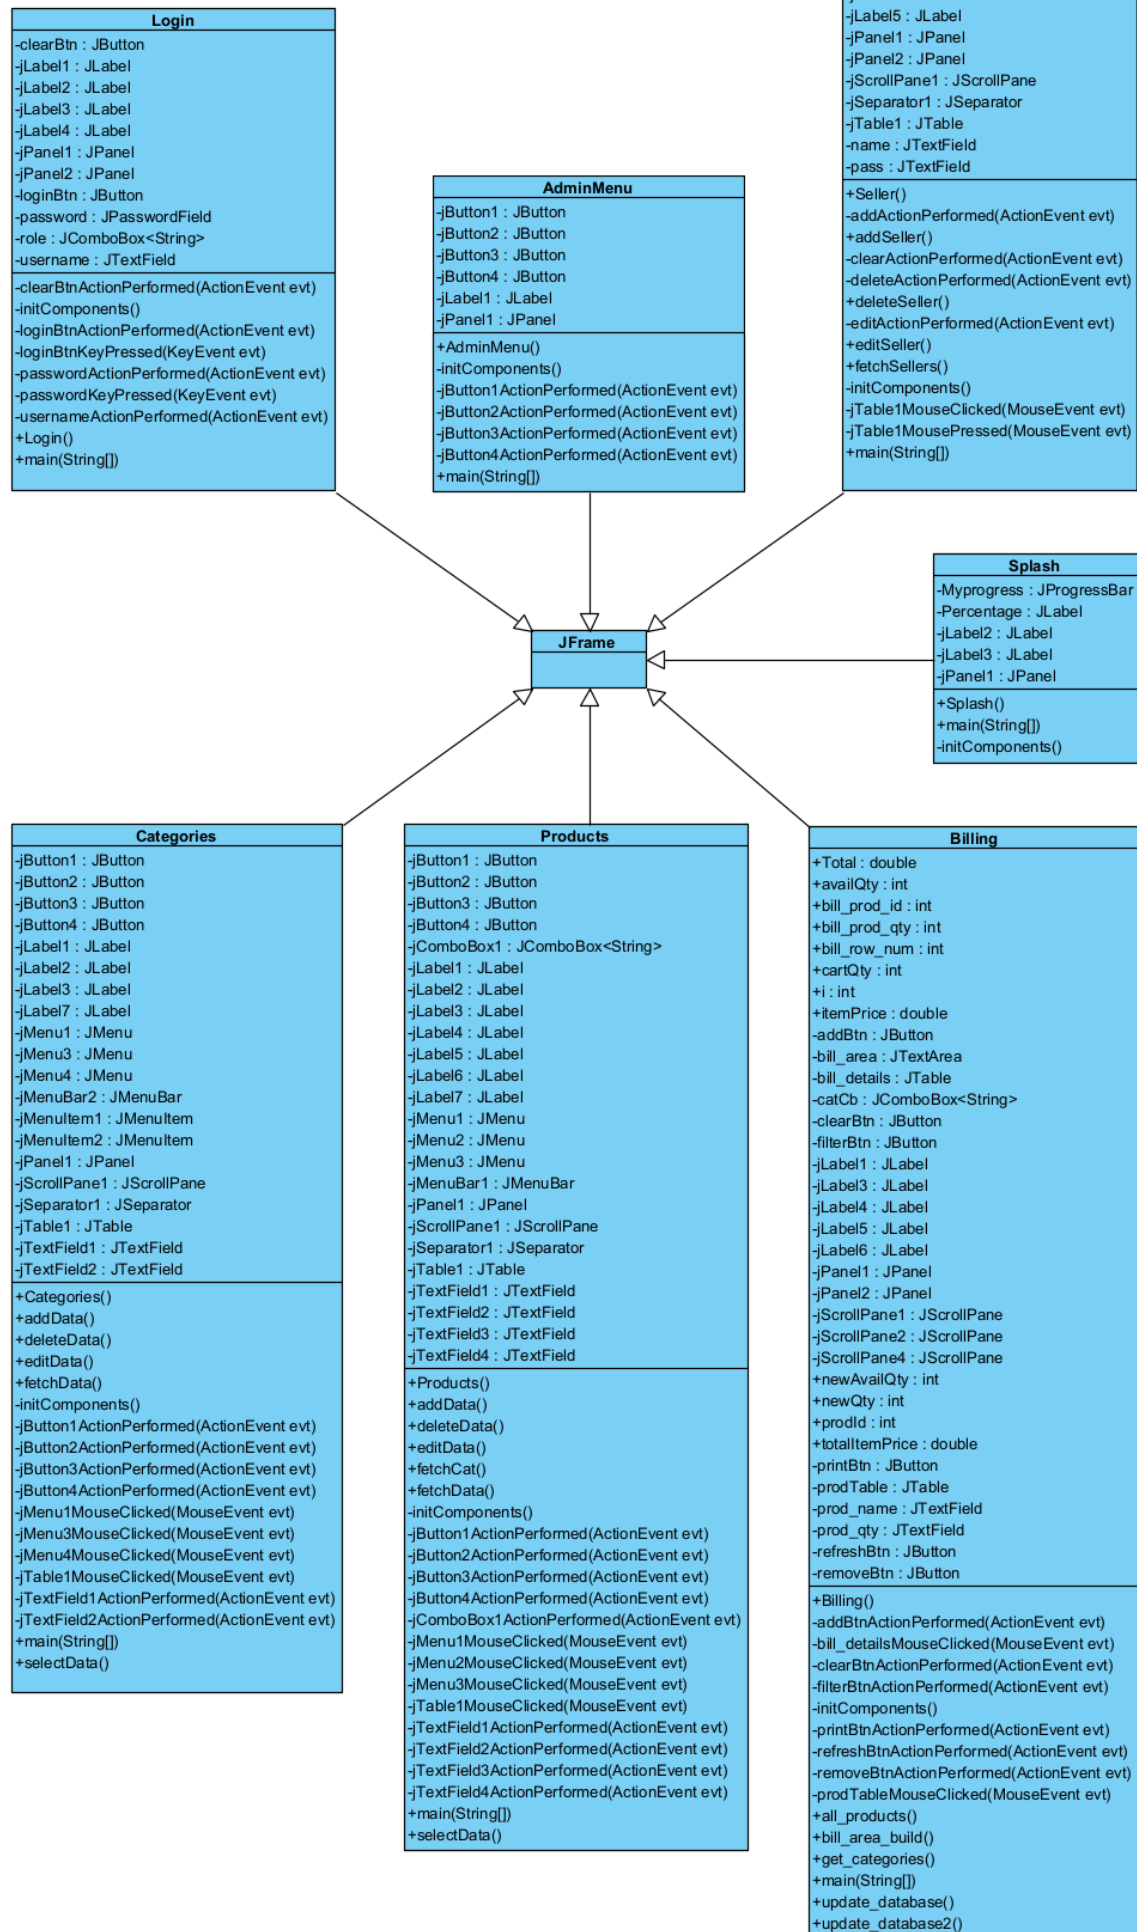 Login
-clearBtn : JButton
-jLabel1 : JLabel
-jLabel2 : JLabel
-jLabel3 : JLabel
-jLabel4 : JLabel
-jPanel1 : JPanel
-jPanel2 : JPanel
-loginBtn : JButton
-password : JPasswordField
-role : JComboBox<String>
-username : JTextField
-clearBtnActionPerformed(ActionEvent evt)
-initComponents()
-loginBtnActionPerformed(ActionEvent evt)
-loginBtnKeyPressed(KeyEvent evt)
-passwordActionPerformed(ActionEvent evt)
-passwordKeyPressed(KeyEvent evt)
-usernameActionPerformed(ActionEvent evt)
+Login()
+main(String[])
AdminMenu
-jButton1 : JButton
-jButton2 : JButton
-jButton3 : JButton
-jButton4 : JButton
-jLabel1 : JLabel
-jPanel1 : JPanel
+AdminMenu()
-initComponents()
-jButton1ActionPerformed(ActionEvent evt)
-jButton2ActionPerformed(ActionEvent evt)
-jButton3ActionPerformed(ActionEvent evt)
-jButton4ActionPerformed(ActionEvent evt)
+main(String[])
-jLabel5 : JLabel
-jPanel1 : JPanel
-jPanel2 : JPanel
-jScrollPane1 : JScrollPane
-jSeparator1 : JSeparator
-jTable1 : JTable
-name : JTextField
-pass : JTextField
+Seller()
-addActionPerformed(ActionEvent evt)
+addSeller()
-clearActionPerformed(ActionEvent evt)
-deleteActionPerformed(ActionEvent evt)
+deleteSeller()
-editActionPerformed(ActionEvent evt)
+editSeller()
+fetchSellers()
-initComponents()
-jTable1MouseClicked(MouseEvent evt)
-jTable1MousePressed(MouseEvent evt)
+main(String[])
JFrame
Splash
-Myprogress : JProgressBar
-Percentage : JLabel
-jLabel2 : JLabel
-jLabel3 : JLabel
-jPanel1 : JPanel
+Splash()
+main(String[])
-initComponents()
Categories
-jButton1 : JButton
-jButton2 : JButton
-jButton3 : JButton
-jButton4 : JButton
-jLabel1 : JLabel
-jLabel2 : JLabel
-jLabel3 : JLabel
-jLabel7 : JLabel
-jMenu1 : JMenu
-jMenu3 : JMenu
-jMenu4 : JMenu
-jMenuBar2 : JMenuBar
-jMenuItem1 : JMenuItem
-jMenuItem2 : JMenuItem
-jPanel1 : JPanel
-jScrollPane1 : JScrollPane
-jSeparator1 : JSeparator
-jTable1 : JTable
-jTextField1 : JTextField
-jTextField2 : JTextField
+Categories()
+addData()
+deleteData()
+editData()
+fetchData()
-initComponents()
-jButton1ActionPerformed(ActionEvent evt)
-jButton2ActionPerformed(ActionEvent evt)
-jButton3ActionPerformed(ActionEvent evt)
-jButton4ActionPerformed(ActionEvent evt)
-jMenu1MouseClicked(MouseEvent evt)
-jMenu3MouseClicked(MouseEvent evt)
-jMenu4MouseClicked(MouseEvent evt)
-jTable1MouseClicked(MouseEvent evt)
-jTextField1ActionPerformed(ActionEvent evt)
-jTextField2ActionPerformed(ActionEvent evt)
+main(String[])
+selectData()
Products
-jButton1 : JButton
-jButton2 : JButton
-jButton3 : JButton
-jButton4 : JButton
-jComboBox1 : JComboBox<String>
-jLabel1 : JLabel
-jLabel2 : JLabel
-jLabel3 : JLabel
-jLabel4 : JLabel
-jLabel5 : JLabel
-jLabel6 : JLabel
-jLabel7 : JLabel
-jMenu1 : JMenu
-jMenu2 : JMenu
-jMenu3 : JMenu
-jMenuBar1 : JMenuBar
-jPanel1 : JPanel
-jScrollPane1 : JScrollPane
-jSeparator1 : JSeparator
-jTable1 : JTable
-jTextField1 : JTextField
-jTextField2 : JTextField
-jTextField3 : JTextField
-jTextField4 : JTextField
+Products()
+addData()
+deleteData()
+editData()
+fetchCat()
+fetchData()
-initComponents()
-jButton1ActionPerformed(ActionEvent evt)
-jButton2ActionPerformed(ActionEvent evt)
-jButton3ActionPerformed(ActionEvent evt)
-jButton4ActionPerformed(ActionEvent evt)
-jComboBox1ActionPerformed(ActionEvent evt)
-jMenu1MouseClicked(MouseEvent evt)
-jMenu2MouseClicked(MouseEvent evt)
-jMenu3MouseClicked(MouseEvent evt)
-jTable1MouseClicked(MouseEvent evt)
-jTextField1ActionPerformed(ActionEvent evt)
-jTextField2ActionPerformed(ActionEvent evt)
-jTextField3ActionPerformed(ActionEvent evt)
-jTextField4ActionPerformed(ActionEvent evt)
+main(String[])
+selectData()
Billing
+Total : double
+availQty : int
+bill_prod_id : int
+bill_prod_qty : int
+bill_row_num : int
+cartQty : int
+i : int
+itemPrice : double
-addBtn : JButton
-bill_area : JTextArea
-bill_details : JTable
-catCb : JComboBox<String>
-clearBtn : JButton
-filterBtn : JButton
-jLabel1 : JLabel
-jLabel3 : JLabel
-jLabel4 : JLabel
-jLabel5 : JLabel
-jLabel6 : JLabel
-jPanel1 : JPanel
-jPanel2 : JPanel
-jScrollPane1 : JScrollPane
-jScrollPane2 : JScrollPane
-jScrollPane4 : JScrollPane
+newAvailQty : int
+newQty : int
+prodId : int
+totalItemPrice : double
-printBtn : JButton
-prodTable : JTable
-prod_name : JTextField
-prod_qty : JTextField
-refreshBtn : JButton
-removeBtn : JButton
+Billing()
-addBtnActionPerformed(ActionEvent evt)
-bill_detailsMouseClicked(MouseEvent evt)
-clearBtnActionPerformed(ActionEvent evt)
-filterBtnActionPerformed(ActionEvent evt)
-initComponents()
-printBtnActionPerformed(ActionEvent evt)
-refreshBtnActionPerformed(ActionEvent evt)
-removeBtnActionPerformed(ActionEvent evt)
-prodTableMouseClicked(MouseEvent evt)
+all_products()
+bill_area_build()
+get_categories()
+main(String[])
+update_database()
+update_database2()